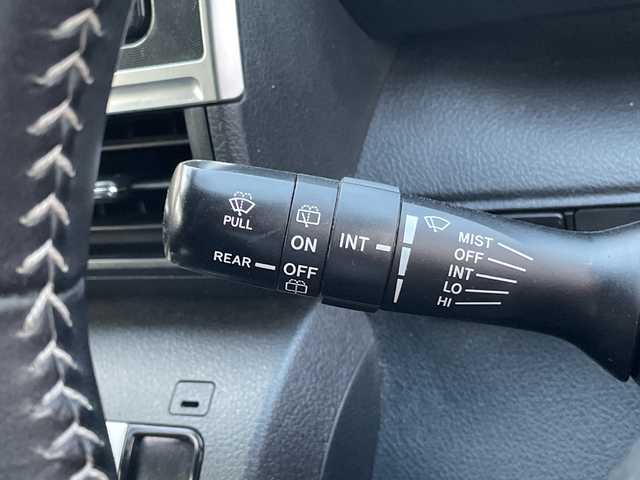 PULL
REAR
ON
OFF
INT
MIST
OFF
INT
LO
HI